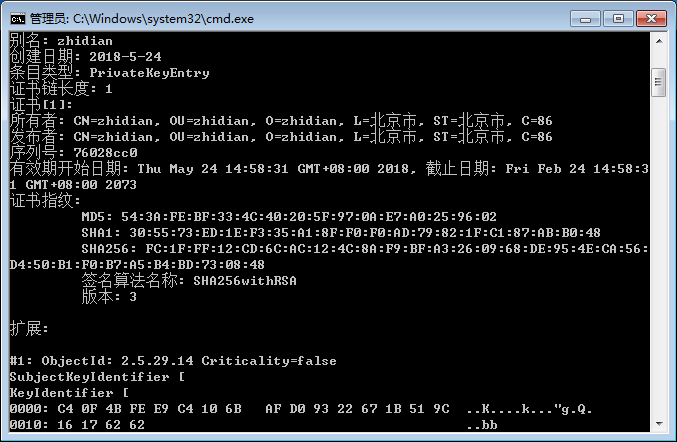 管理员: C:\Windows\system32\cmd.exe
别名: zhidian
创建日期: 2018-5-24
条目类型: PrivateKeyEntry
证书链长度: 1
证书[1]:
所有者: CN=zhidian, OU=zhidian, O=zhidian, L=北京市, ST=北京市, C=86
发布者: CN=zhidian, OU=zhidian, O=zhidian, L=北京市, ST=北京市, C=86
序列号: 76028cc0
有效期开始日期: Thu May 24 14:58:31 GMT+08:00 2018, 截止日期: Fri Feb 24 14:58:3
1 GMT+08:00 2073
证书指纹:
MD5: 54:3A:FE:BF:33:4C:40:20:5F:97:0A:E7:A0:25:96:02
SHA1: 30:55:73:ED:1E:F3:35:A1:8F:F0:F0:AD:79:82:1F:C1:87:AB:B0:48
SHA256: FC:1F:FF:12:CD:6C:AC:12:4C:8A:F9:BF:A3:26:09:68:DE:95:4E:CA:56:
D4:50:B1:F0:B7:A5:B4:BD:73:08:48
签名算法名称: SHA256withRSA
版本: 3
扩展:
#1: ObjectId: 2.5.29.14 Criticality=false
SubjectKeyIdentifier [
KeyIdentifier [
0000: C4 0F 4B FE E9 C4 10 6B   AF D0 93 22 67 1B 51 9C  ..K....k..."g.Q.
0010: 16 17 62 62                                        ..bb